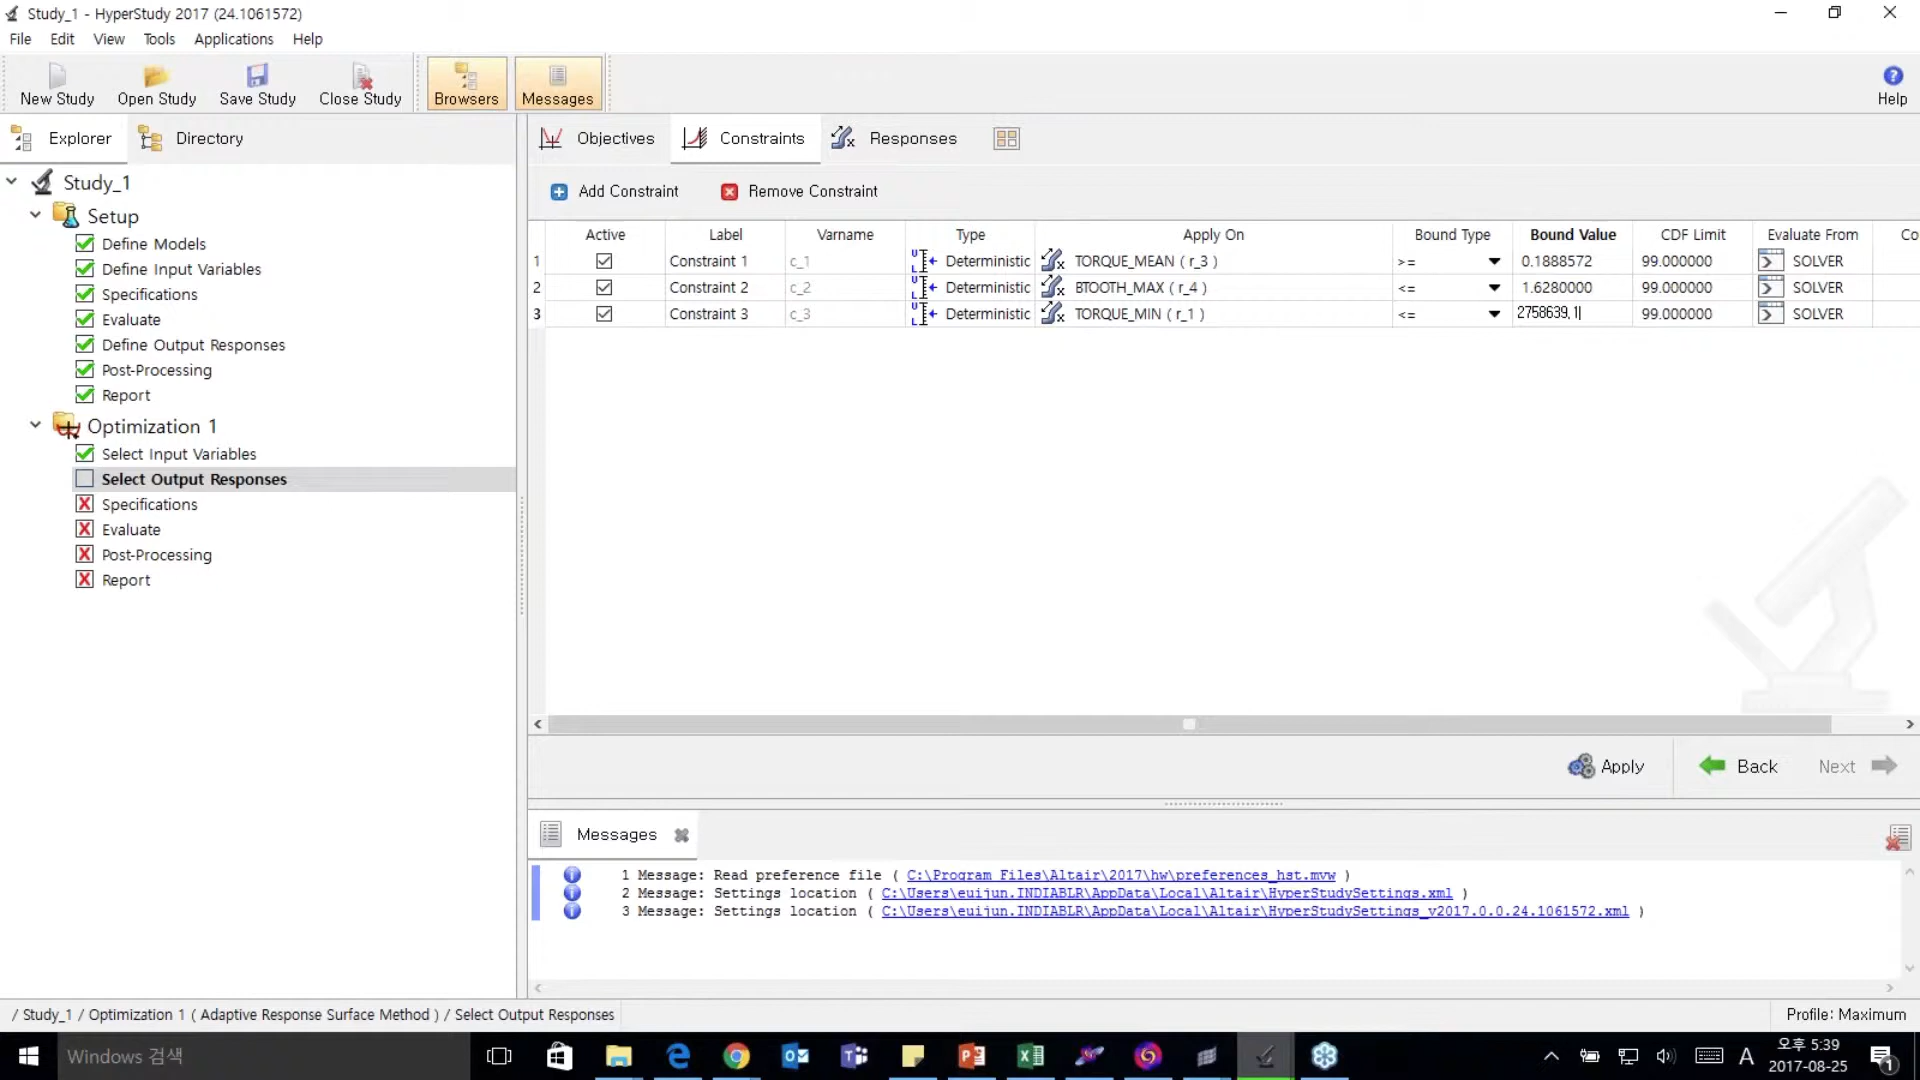 Study_1 - HyperStudy 2017 (24.1061572)
File Edit View Tools Applications Help
New Study Open Study Save Study Close Study Browsers Messages Help
Explorer Directory
Study_1
Setup
Define Models
Define Input Variables
Specifications
Evaluate
Define Output Responses
Post-Processing
Report
Optimization 1
Select Input Variables
Select Output Responses
Specifications
Evaluate
Post-Processing
Report
Objectives Constraints Responses
Add Constraint Remove Constraint
Active Label Varname Type Apply On Bound Type Bound Value CDF Limit Evaluate From Co
1 Constraint 1 c_1 Deterministic TORQUE_MEAN ( r_3 ) >= 0.1888572 99.000000 SOLVER
2 Constraint 2 c_2 Deterministic BTOOTH_MAX ( r_4 ) <= 1.6280000 99.000000 SOLVER
3 Constraint 3 c_3 Deterministic TORQUE_MIN ( r_1 ) <= 2758639,1 99.000000 SOLVER
Apply Back Next
Messages
1 Message: Read preference file ( C:\Program Files\Altair\2017\hw\preferences_hst.mvw )
2 Message: Settings location ( C:\Users\euijun.INDIABLR\AppData\Local\Altair\HyperStudySettings.xml )
3 Message: Settings location ( C:\Users\euijun.INDIABLR\AppData\Local\Altair\HyperStudySettings_v2017.0.0.24.1061572.xml )
/ Study_1 / Optimization 1 ( Adaptive Response Surface Method ) / Select Output Responses
Profile: Maximum
Windows 검색
A
오후 5:39
2017-08-25
1